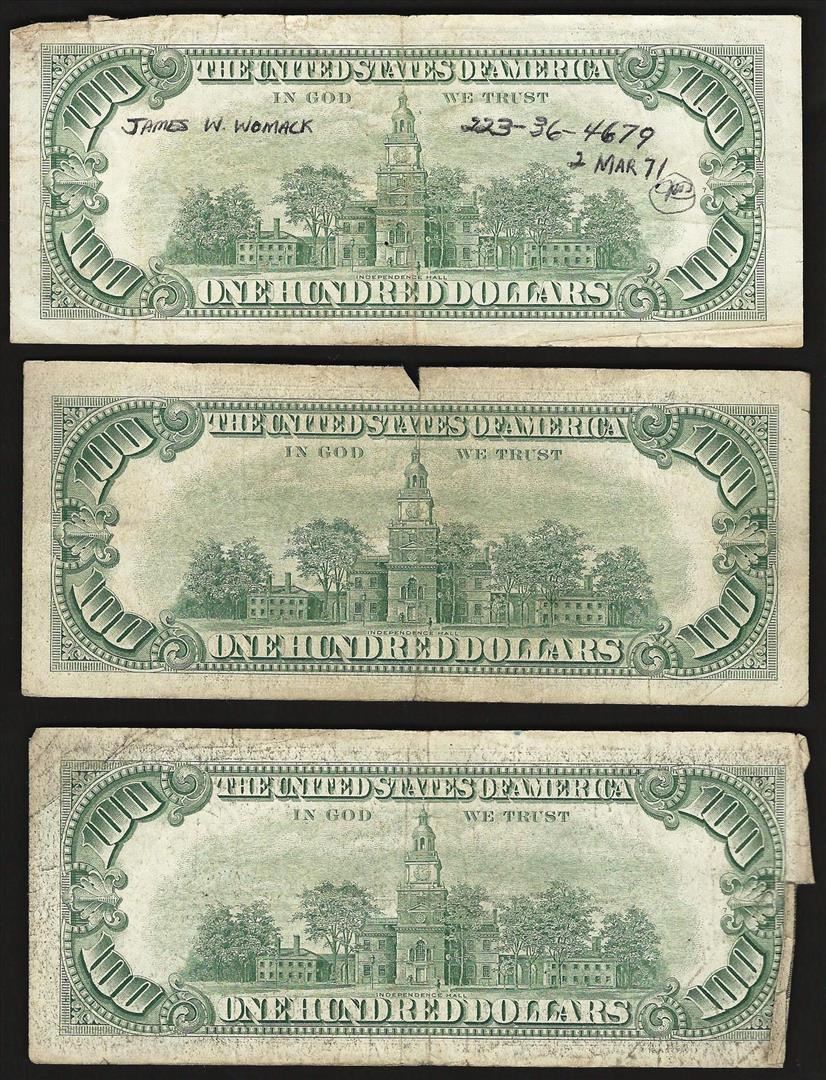 THE UNITED STATES OF AMERICA
IN GOD WE TRUST
100 100
JAMES W. WOMACK 223-36-4679
2 MAR 71
100 100
INDEPENDENCE HALL
ONE HUNDRED DOLLARS
THE UNITED STATES OF AMERICA
IN GOD WE TRUST
100 100
100 100
INDEPENDENCE HALL
ONE HUNDRED DOLLARS
THE UNITED STATES OF AMERICA
IN GOD WE TRUST
100 100
100 100
INDEPENDENCE HALL
ONE HUNDRED DOLLARS